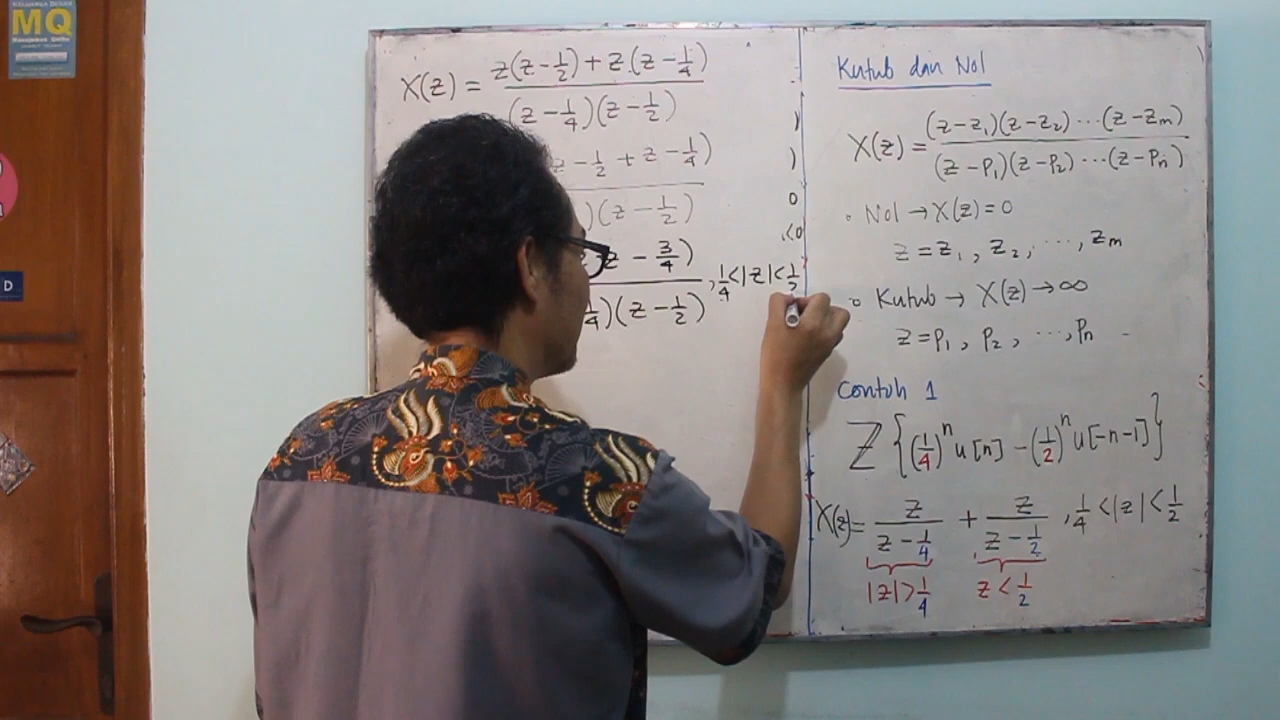 MQ
X(z) = z(z - 1/2) + z.(z - 1/4) / (z - 1/4)(z - 1/2)
z - 1/2 + z - 1/4)
)(z - 1/2)
z - 3/4)
1/4)(z - 1/2) , 1/4 < |z| < 1/2
)
)
0
<0
D
Kutub dan Nol
X(z) = (z-z₁)(z-z₂) ⋯ (z-zₘ) / (z-p₁)(z-p₂) ⋯ (z-pₙ)
Nol → X(z) = 0
z = z₁, z₂, ⋯, zₘ
Kutub → X(z) → ∞
z = p₁, p₂, ⋯, pₙ
Contoh 1
Z{(1/4)ⁿ u[n] - (1/2)ⁿ u[-n-1]}
X(z) = z / (z - 1/4) + z / (z - 1/2) , 1/4 < |z| < 1/2
|z| > 1/4 z < 1/2